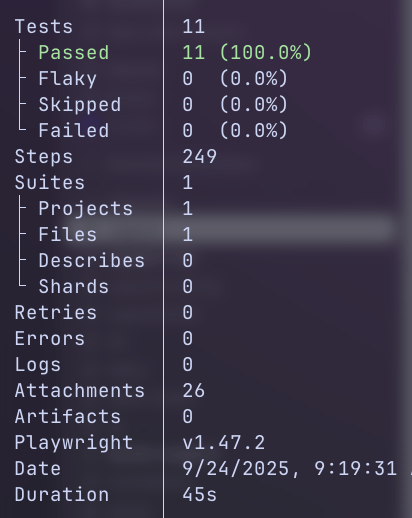 Tests 11
Passed 11 (100.0%)
Flaky 0 (0.0%)
Skipped 0 (0.0%)
Failed 0 (0.0%)
Steps 249
Suites 1
Projects 1
Files 1
Describes 0
Shards 0
Retries 0
Errors 0
Logs 0
Attachments 26
Artifacts 0
Playwright v1.47.2
Date 9/24/2025, 9:19:31
Duration 45s